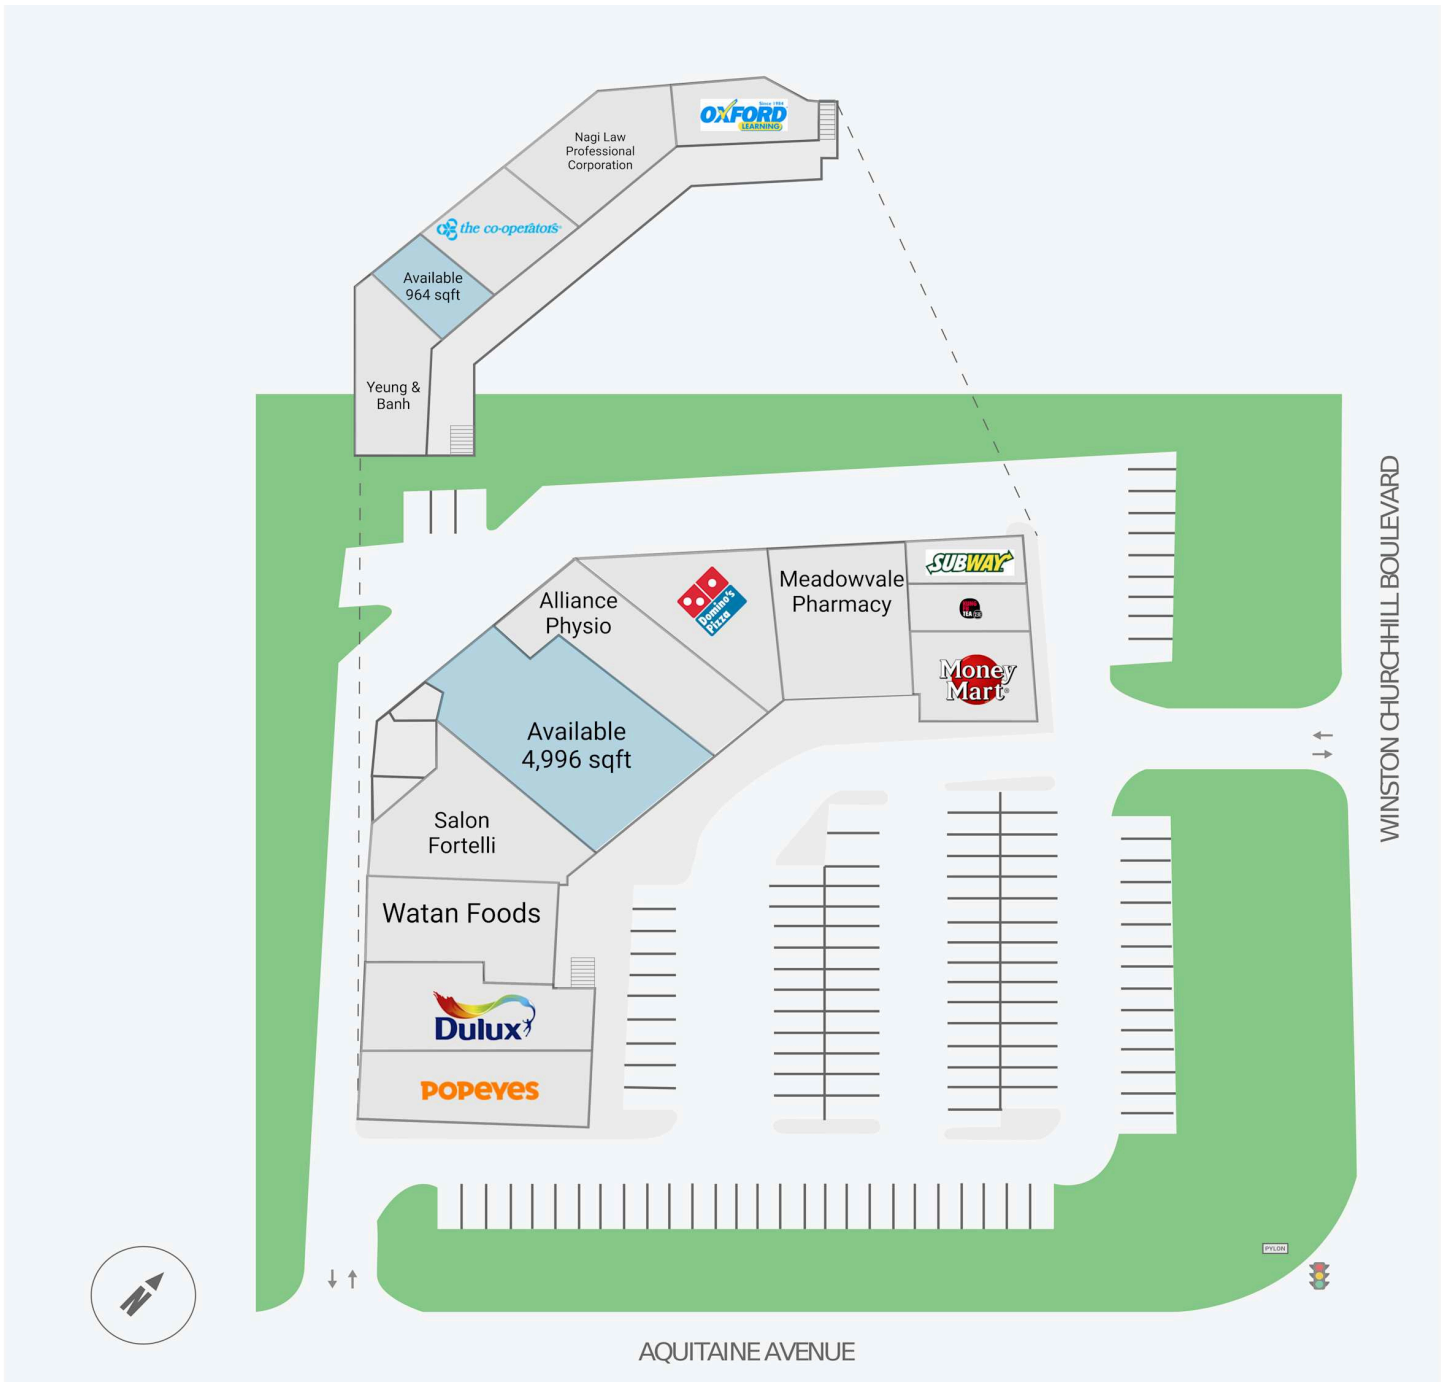 Since 1984
OXFORD
LEARNING
Nagi Law
Professional
Corporation
the co-operators
Available
964 sqft
Yeung &
Banh
SUBWAY
Alliance
Physio
Domino's
Pizza
Meadowvale
Pharmacy
TEA
Money
Mart
Available
4,996 sqft
Salon
Fortelli
Watan Foods
Dulux
POPEYES
WINSTON CHURCHHILL BOULEVARD
PYLON
N
AQUITAINE AVENUE